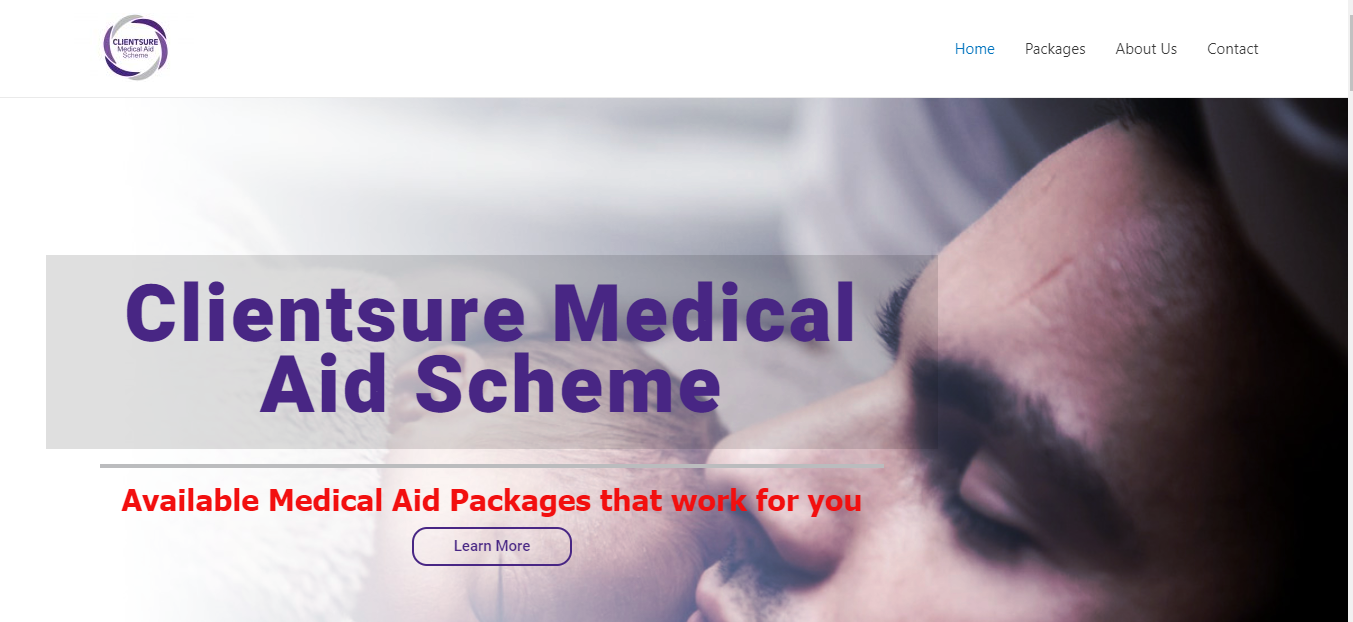 CLIENTSURE
Medical Aid
Scheme
Home Packages About Us Contact
Clientsure Medical
Aid Scheme
Available Medical Aid Packages that work for you
Learn More